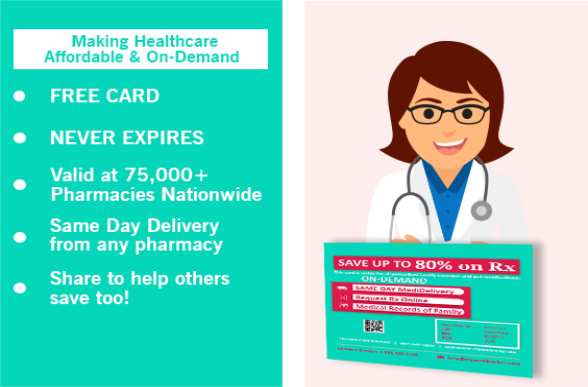 Making Healthcare
Affordable & On-Demand
FREE CARD
NEVER EXPIRES
Valid at 75,000+
Pharmacies Nationwide
Same Day Delivery
from any pharmacy
Share to help others
save too!
SAVE UP TO 80% on Rx
ON-DEMAND
SAME DAY MediDelivery
Request Rx Online
Medical Records of Family